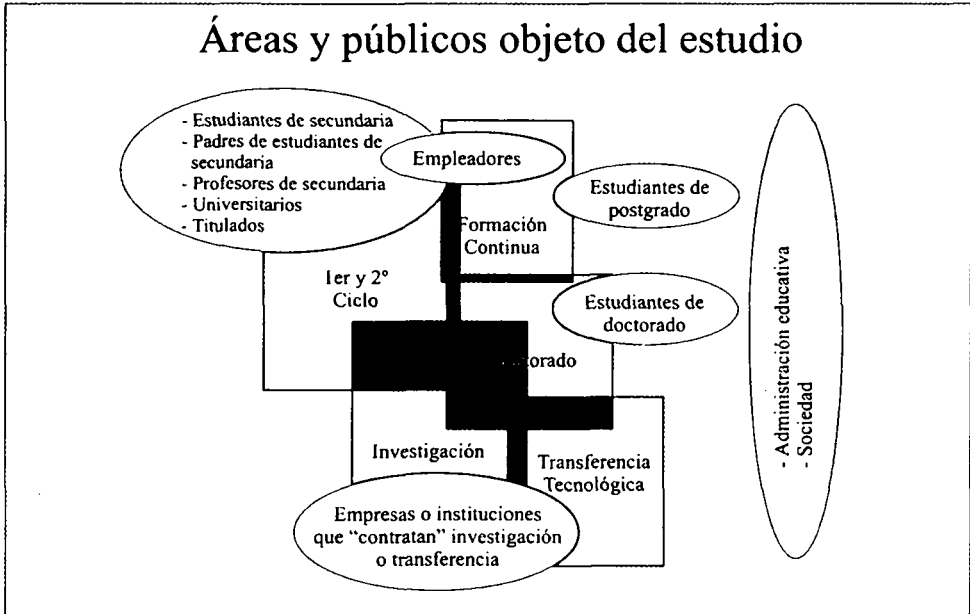 Áreas y públicos objeto del estudio
- Estudiantes de secundaria
- Padres de estudiantes de
secundaria
- Profesores de secundaria
- Universitarios
- Titulados
Empleadores
Estudiantes de
postgrado
Formación
Continua
1er y 2º
Ciclo
Estudiantes de
doctorado
torado
Investigación
Transferencia
Tecnológica
Empresas o instituciones
que “contratan” investigación
o transferencia
- Administración educativa
- Sociedad